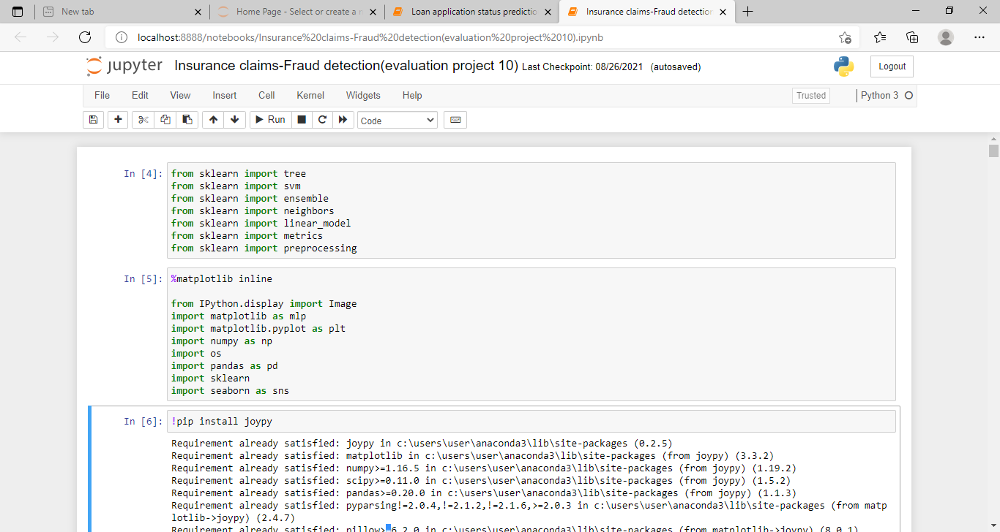 New tab
Home Page - Select or create a n
Loan application status predictio
Insurance claims-Fraud detection
localhost:8888/notebooks/Insurance%20claims-Fraud%20detection(evaluation%20project%2010).ipynb
jupyter Insurance claims-Fraud detection(evaluation project 10) Last Checkpoint: 08/26/2021 (autosaved)
Logout
File Edit View Insert Cell Kernel Widgets Help
Trusted
Python 3
Run
Code
In [4]: from sklearn import tree
from sklearn import svm
from sklearn import ensemble
from sklearn import neighbors
from sklearn import linear_model
from sklearn import metrics
from sklearn import preprocessing
In [5]: %matplotlib inline
from IPython.display import Image
import matplotlib as mlp
import matplotlib.pyplot as plt
import numpy as np
import os
import pandas as pd
import sklearn
import seaborn as sns
In [6]: !pip install joypy
Requirement already satisfied: joypy in c:\users\user\anaconda3\lib\site-packages (0.2.5)
Requirement already satisfied: matplotlib in c:\users\user\anaconda3\lib\site-packages (from joypy) (3.3.2)
Requirement already satisfied: numpy>=1.16.5 in c:\users\user\anaconda3\lib\site-packages (from joypy) (1.19.2)
Requirement already satisfied: scipy>=0.11.0 in c:\users\user\anaconda3\lib\site-packages (from joypy) (1.5.2)
Requirement already satisfied: pandas>=0.20.0 in c:\users\user\anaconda3\lib\site-packages (from joypy) (1.1.3)
Requirement already satisfied: pyparsing!=2.0.4,!=2.1.2,!=2.1.6,>=2.0.3 in c:\users\user\anaconda3\lib\site-packages (from matp
lotlib->joypy) (2.4.7)
Requirement already satisfied: pillow>=6.2.0 in c:\users\user\anaconda3\lib\site-packages (from matplotlib->joypy) (8.0.1)